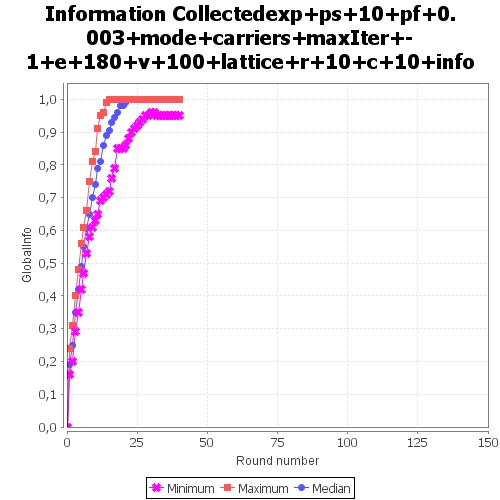 Information Collectedexp+ps+10+pf+0.
003+mode+carriers+maxIter+-
1+e+180+v+100+lattice+r+10+c+10+info
1,0
0,9
0,8
0,7
0,6
0,5
0,4
0,3
0,2
0,1
0,0
GlobalInfo
0 25 50 75 100 125 150
Round number
Minimum Maximum Median